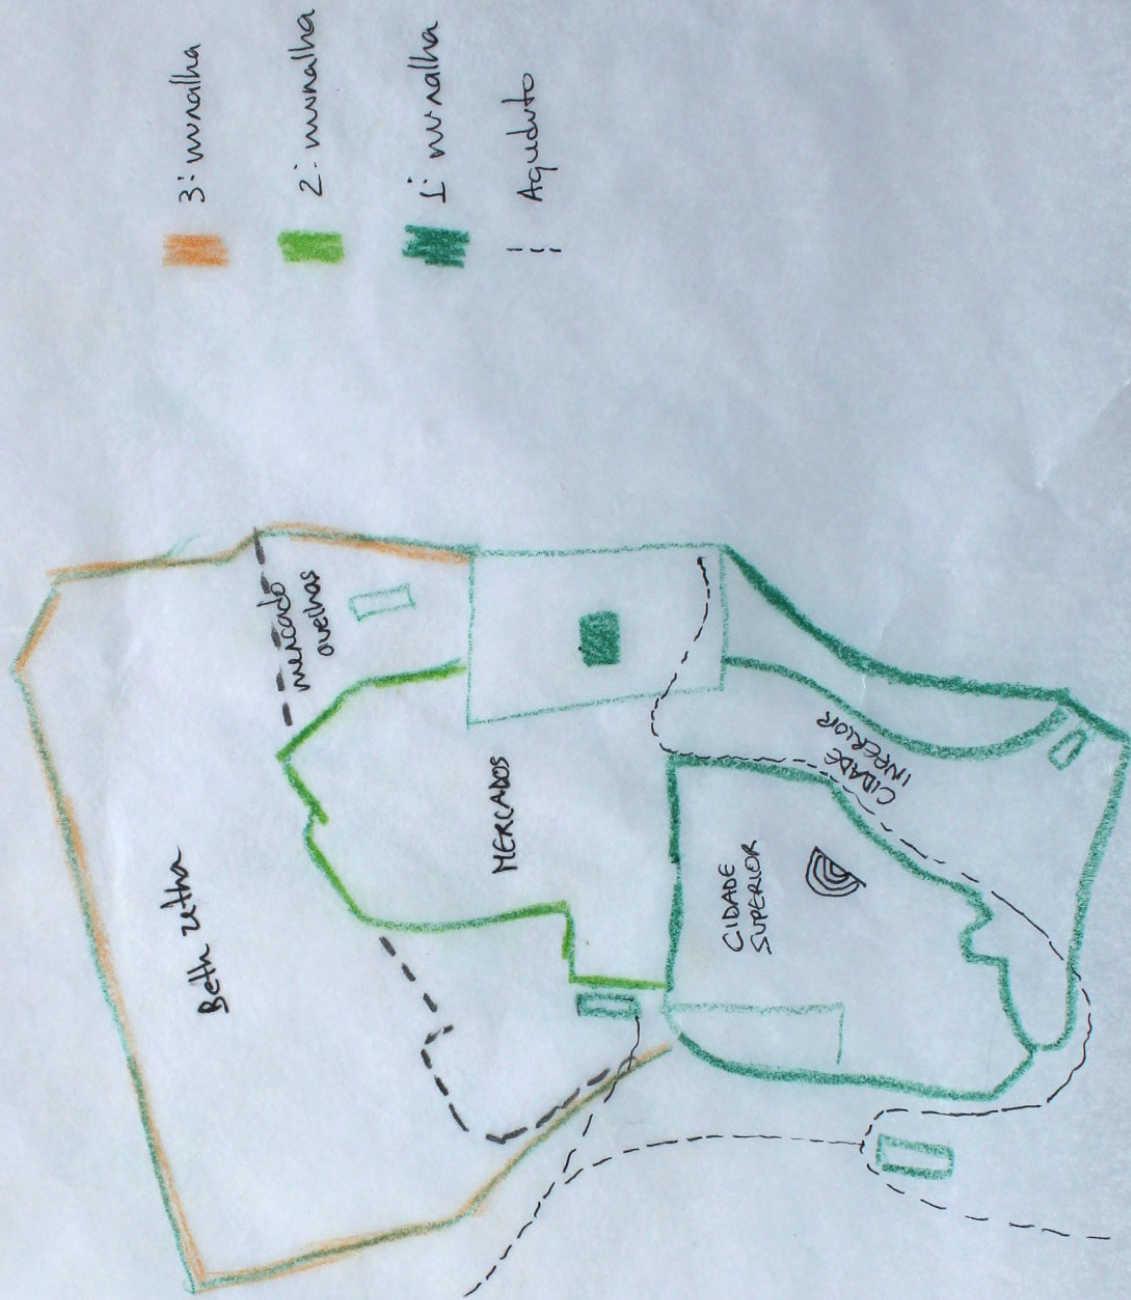 3ª muralha
2ª muralha
1ª muralha
Aqueduto
mercado
ovelhas
Beth zetha
MERCADOS
CIDADE
SUPERIOR
CIDADE
INFERIOR